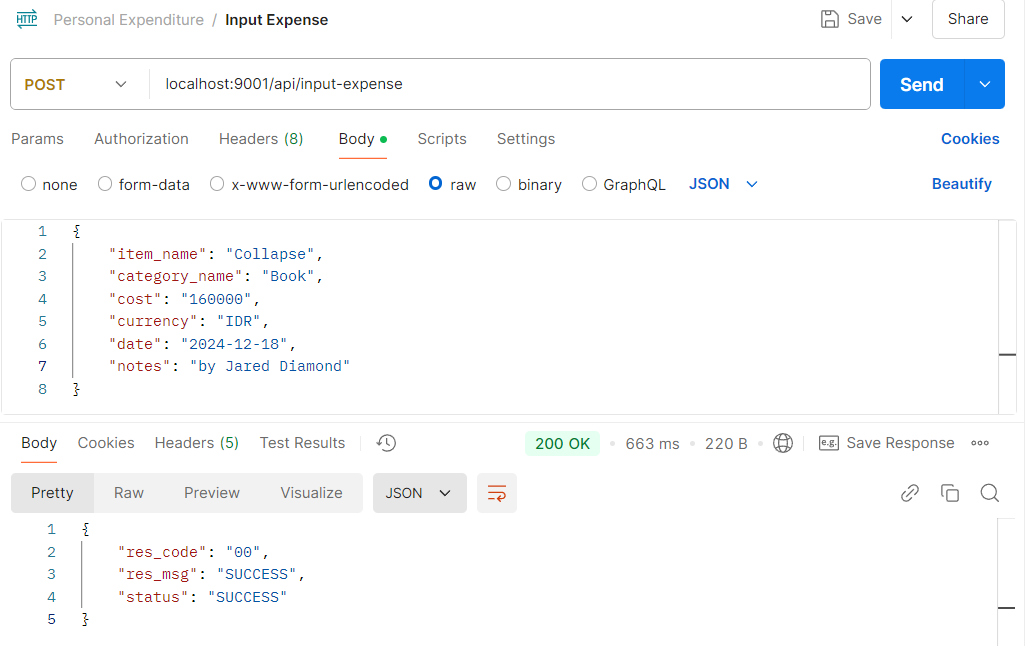 HTTP Personal Expenditure / Input Expense Save Share
POST localhost:9001/api/input-expense Send
Params Authorization Headers (8) Body Scripts Settings Cookies
none form-data x-www-form-urlencoded raw binary GraphQL JSON Beautify
1 {
2 "item_name": "Collapse",
3 "category_name": "Book",
4 "cost": "160000",
5 "currency": "IDR",
6 "date": "2024-12-18",
7 "notes": "by Jared Diamond"
8 }
Body Cookies Headers (5) Test Results 200 OK 663 ms 220 B e.g. Save Response
Pretty Raw Preview Visualize JSON
1 {
2 "res_code": "00",
3 "res_msg": "SUCCESS",
4 "status": "SUCCESS"
5 }